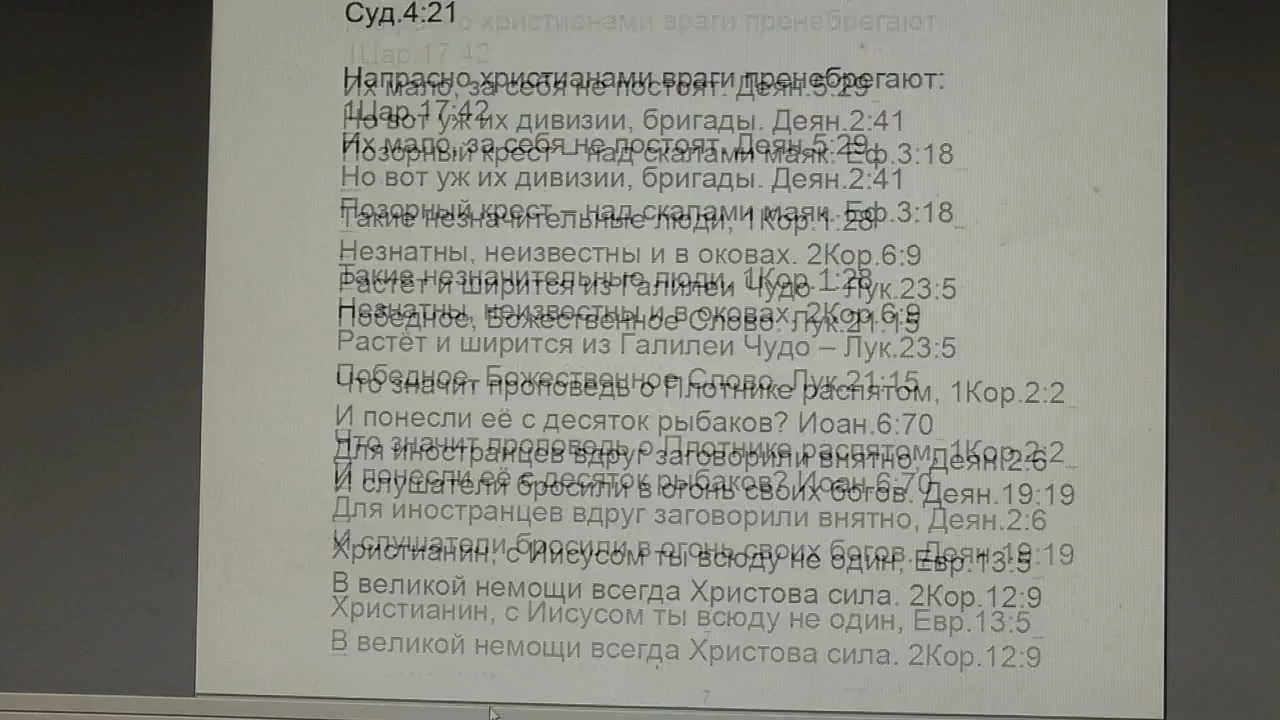 Суд.4:21
Напрасно христианами враги пренебрегают:
1Цар.17:42
Их мало, за себя не постоят. Деян.5:29
Но вот уж их дивизии, бригады. Деян.2:41
Позорный крест – над скалами маяк. Еф.3:18
Такие незначительные люди, 1Кор.1:28
Незнатны, неизвестны и в оковах. 2Кор.6:9
Растёт и ширится из Галилеи Чудо – Лук.23:5
Победное, Божественное Слово. Лук.21:15
Что значит проповедь о Плотнике распятом, 1Кор.2:2
И понесли её с десяток рыбаков? Иоан.6:70
Для иностранцев вдруг заговорили внятно, Деян.2:6
И слушатели бросили в огонь своих богов. Деян.19:19
Христианин, с Иисусом ты всюду не один, Евр.13:5
В великой немощи всегда Христова сила. 2Кор.12:9
7